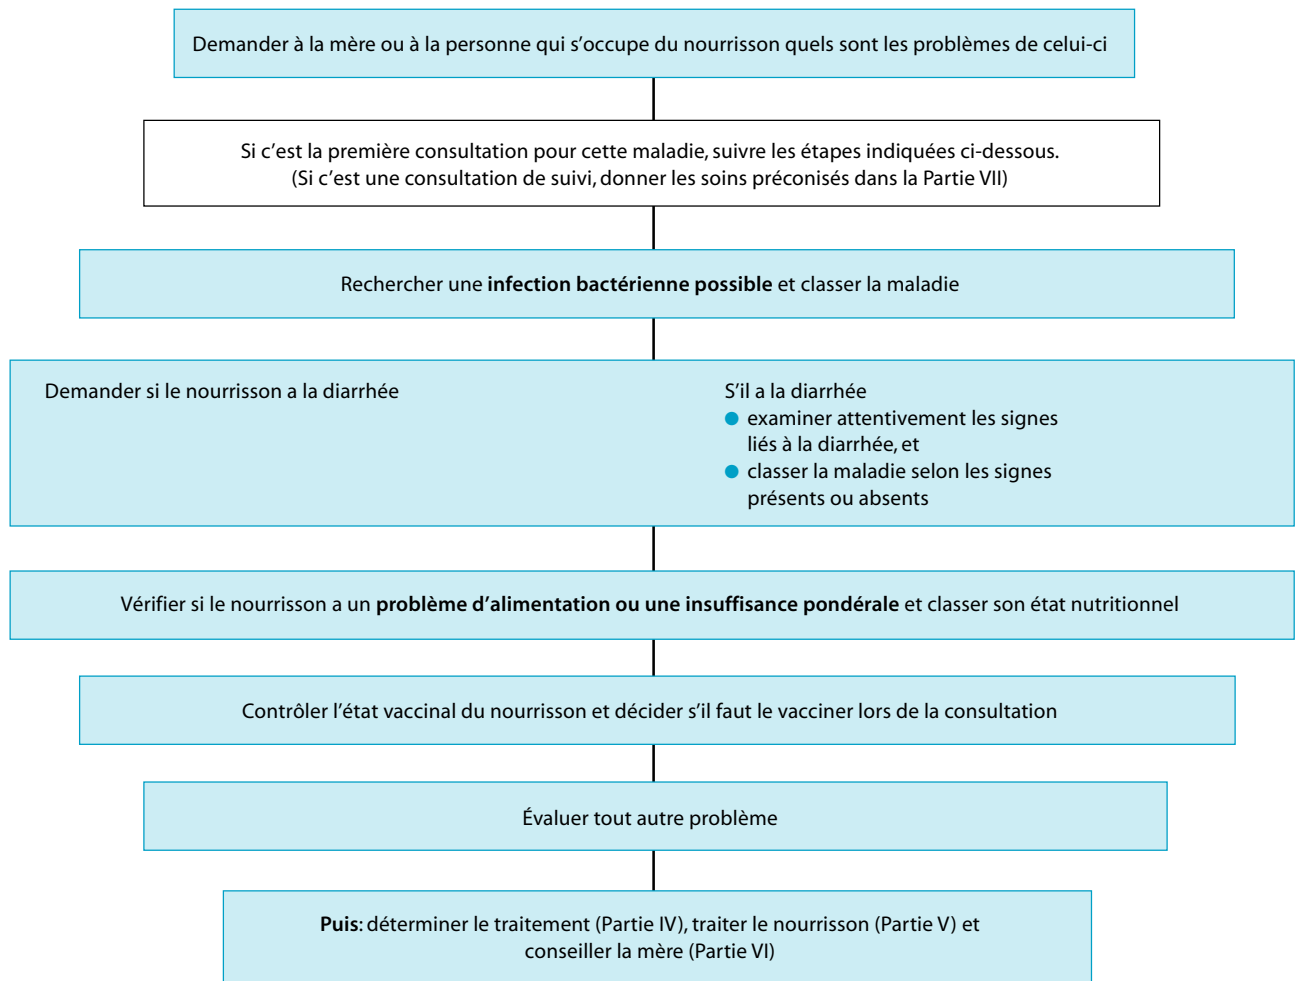 Demander à la mère ou à la personne qui s’occupe du nourrisson quels sont les problèmes de celui-ci
Si c’est la première consultation pour cette maladie, suivre les étapes indiquées ci-dessous.
(Si c’est une consultation de suivi, donner les soins préconisés dans la Partie VII)
Rechercher une infection bactérienne possible et classer la maladie
Demander si le nourrisson a la diarrhée
S’il a la diarrhée
● examiner attentivement les signes
liés à la diarrhée, et
● classer la maladie selon les signes
présents ou absents
Vérifier si le nourrisson a un problème d’alimentation ou une insuffisance pondérale et classer son état nutritionnel
Contrôler l’état vaccinal du nourrisson et décider s’il faut le vacciner lors de la consultation
Évaluer tout autre problème
Puis: déterminer le traitement (Partie IV), traiter le nourrisson (Partie V) et
conseiller la mère (Partie VI)